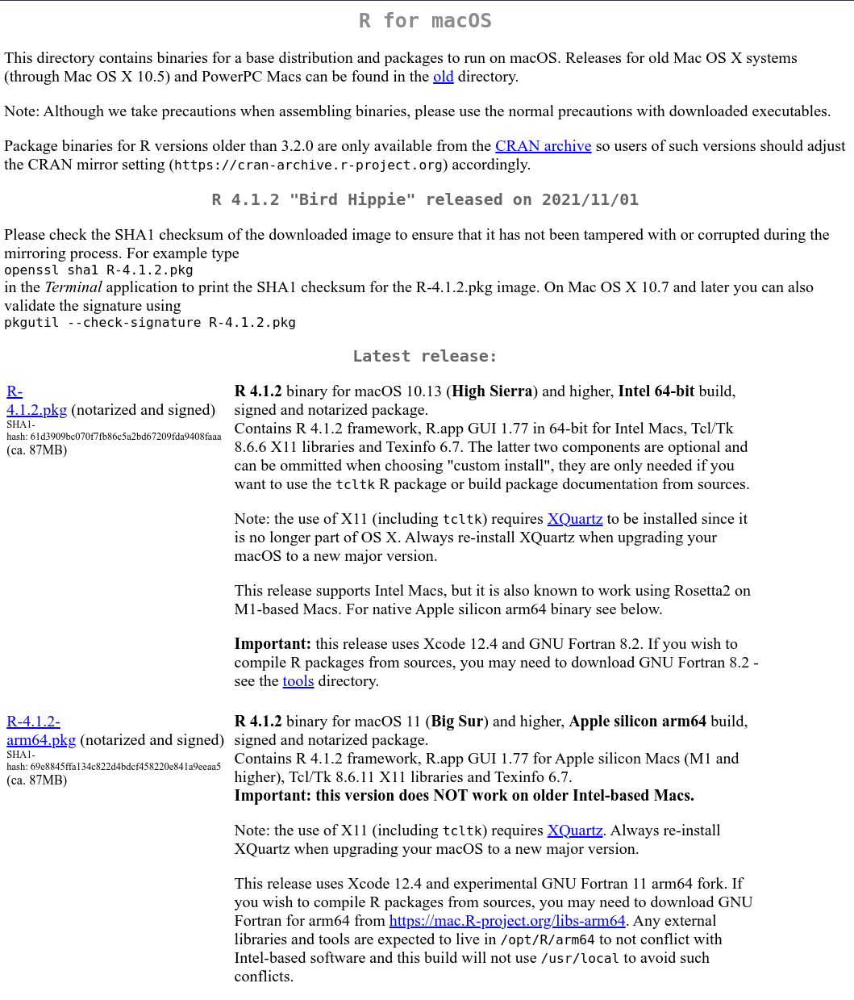 R for macOS
This directory contains binaries for a base distribution and packages to run on macOS. Releases for old Mac OS X systems
(through Mac OS X 10.5) and PowerPC Macs can be found in the old directory.
Note: Although we take precautions when assembling binaries, please use the normal precautions with downloaded executables.
Package binaries for R versions older than 3.2.0 are only available from the CRAN archive so users of such versions should adjust
the CRAN mirror setting (https://cran-archive.r-project.org) accordingly.
R 4.1.2 "Bird Hippie" released on 2021/11/01
Please check the SHA1 checksum of the downloaded image to ensure that it has not been tampered with or corrupted during the
mirroring process. For example type
openssl sha1 R-4.1.2.pkg
in the Terminal application to print the SHA1 checksum for the R-4.1.2.pkg image. On Mac OS X 10.7 and later you can also
validate the signature using
pkgutil --check-signature R-4.1.2.pkg
Latest release:
R-
4.1.2.pkg (notarized and signed)
SHA1-
hash: 61d3909bc070f7fb86c5a2bd67209fda9408faaa
(ca. 87MB)
R 4.1.2 binary for macOS 10.13 (High Sierra) and higher, Intel 64-bit build,
signed and notarized package.
Contains R 4.1.2 framework, R.app GUI 1.77 in 64-bit for Intel Macs, Tcl/Tk
8.6.6 X11 libraries and Texinfo 6.7. The latter two components are optional and
can be ommitted when choosing "custom install", they are only needed if you
want to use the tcltk R package or build package documentation from sources.
Note: the use of X11 (including tcltk) requires XQuartz to be installed since it
is no longer part of OS X. Always re-install XQuartz when upgrading your
macOS to a new major version.
This release supports Intel Macs, but it is also known to work using Rosetta2 on
M1-based Macs. For native Apple silicon arm64 binary see below.
Important: this release uses Xcode 12.4 and GNU Fortran 8.2. If you wish to
compile R packages from sources, you may need to download GNU Fortran 8.2 -
see the tools directory.
R-4.1.2-
arm64.pkg (notarized and signed)
SHA1-
hash: 69e8845ffa134c822d4bdcf458220e841a9eeaa5
(ca. 87MB)
R 4.1.2 binary for macOS 11 (Big Sur) and higher, Apple silicon arm64 build,
signed and notarized package.
Contains R 4.1.2 framework, R.app GUI 1.77 for Apple silicon Macs (M1 and
higher), Tcl/Tk 8.6.11 X11 libraries and Texinfo 6.7.
Important: this version does NOT work on older Intel-based Macs.
Note: the use of X11 (including tcltk) requires XQuartz. Always re-install
XQuartz when upgrading your macOS to a new major version.
This release uses Xcode 12.4 and experimental GNU Fortran 11 arm64 fork. If
you wish to compile R packages from sources, you may need to download GNU
Fortran for arm64 from https://mac.R-project.org/libs-arm64. Any external
libraries and tools are expected to live in /opt/R/arm64 to not conflict with
Intel-based software and this build will not use /usr/local to avoid such
conflicts.